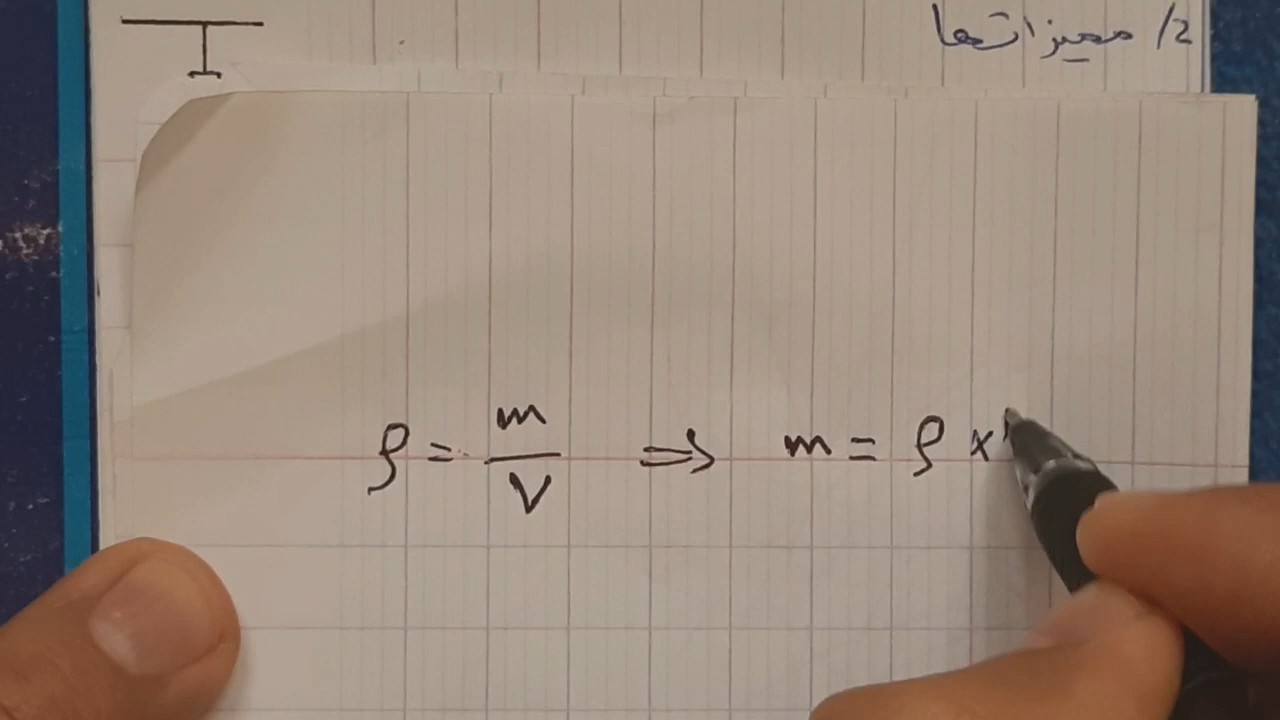 2/ مميزاتها
ρ = m/V ⇒ m = ρ ×